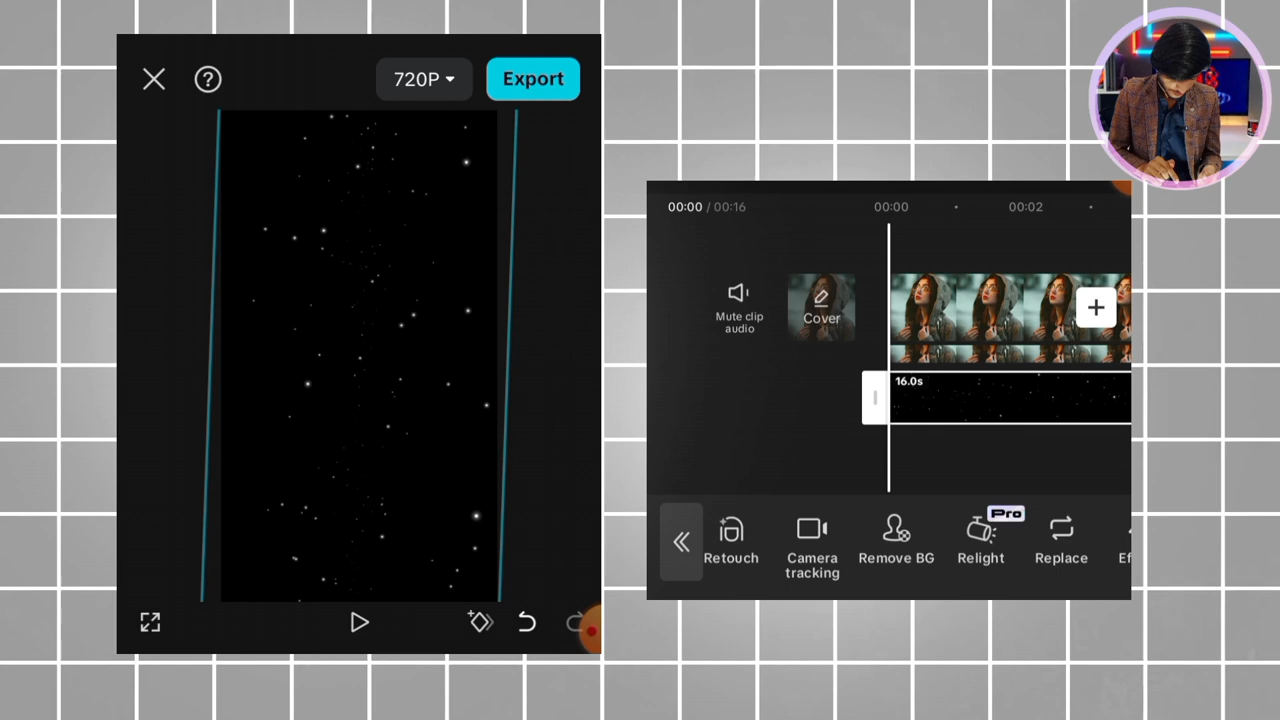 720P
Export
00:00 / 00:16
00:00
00:02
Mute clip
audio
Cover
16.0s
Retouch
Camera
tracking
Remove BG
Pro
Relight
Replace
Ef